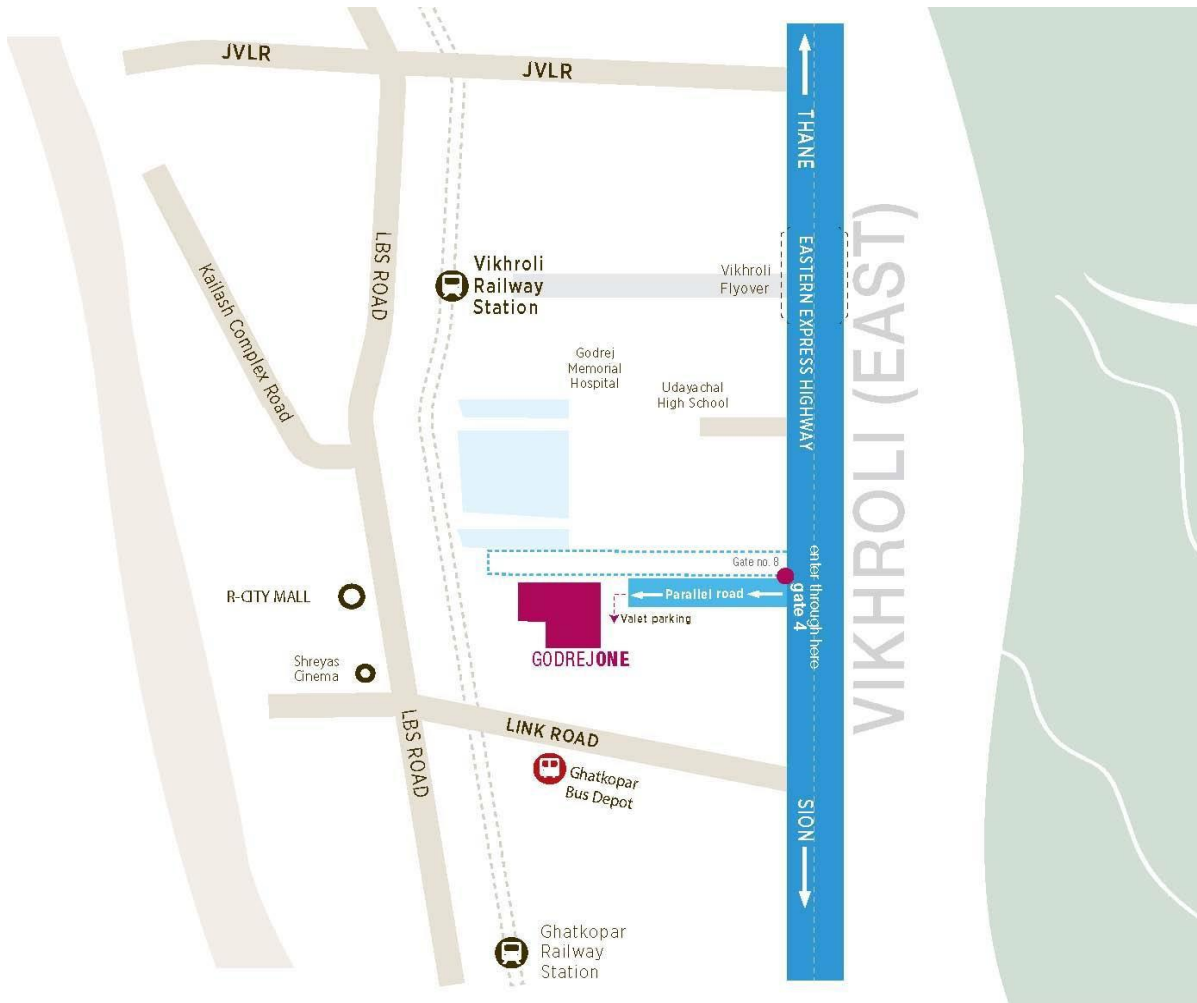 JVLR
JVLR
THANE
LBS ROAD
Kailash Complex Road
Vikhroli
Railway
Station
Vikhroli
Flyover
EASTERN EXPRESS HIGHWAY
VIKHROLI (EAST)
Godrej
Memorial
Hospital
Udayachal
High School
Gate no. 8
enter through here
gate 4
Parallel road
Valet parking
R-CITY MALL
GODREJONE
Shreyas
Cinema
LBS ROAD
LINK ROAD
Ghatkopar
Bus Depot
SION
Ghatkopar
Railway
Station